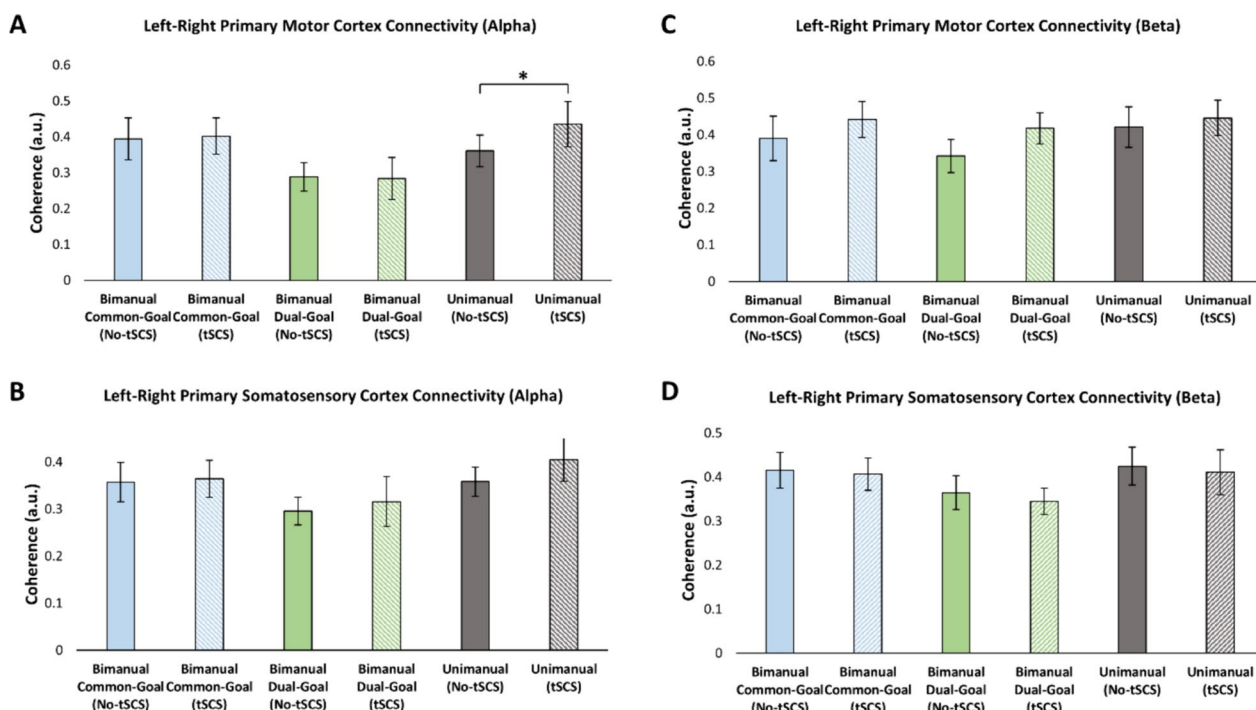 A
Left-Right Primary Motor Cortex Connectivity (Alpha)
Coherence (a.u.)
0.6
0.5
0.4
0.3
0.2
0.1
0
*
Bimanual Bimanual Bimanual Bimanual Unimanual Unimanual
Common-Goal Common-Goal Dual-Goal Dual-Goal (No-tSCS) (tSCS)
(No-tSCS) (tSCS) (No-tSCS) (tSCS)
B
Left-Right Primary Somatosensory Cortex Connectivity (Alpha)
Coherence (a.u.)
0.4
0.3
0.2
0.1
0
Bimanual Bimanual Bimanual Bimanual Unimanual Unimanual
Common-Goal Common-Goal Dual-Goal Dual-Goal (No-tSCS) (tSCS)
(No-tSCS) (tSCS) (No-tSCS) (tSCS)
C
Left-Right Primary Motor Cortex Connectivity (Beta)
Coherence (a.u.)
0.6
0.5
0.4
0.3
0.2
0.1
0
Bimanual Bimanual Bimanual Bimanual Unimanual Unimanual
Common-Goal Common-Goal Dual-Goal Dual-Goal (No-tSCS) (tSCS)
(No-tSCS) (tSCS) (No-tSCS) (tSCS)
D
Left-Right Primary Somatosensory Cortex Connectivity (Beta)
Coherence (a.u.)
0.5
0.4
0.3
0.2
0.1
0
Bimanual Bimanual Bimanual Bimanual Unimanual Unimanual
Common-Goal Common-Goal Dual-Goal Dual-Goal (No-tSCS) (tSCS)
(No-tSCS) (tSCS) (No-tSCS) (tSCS)